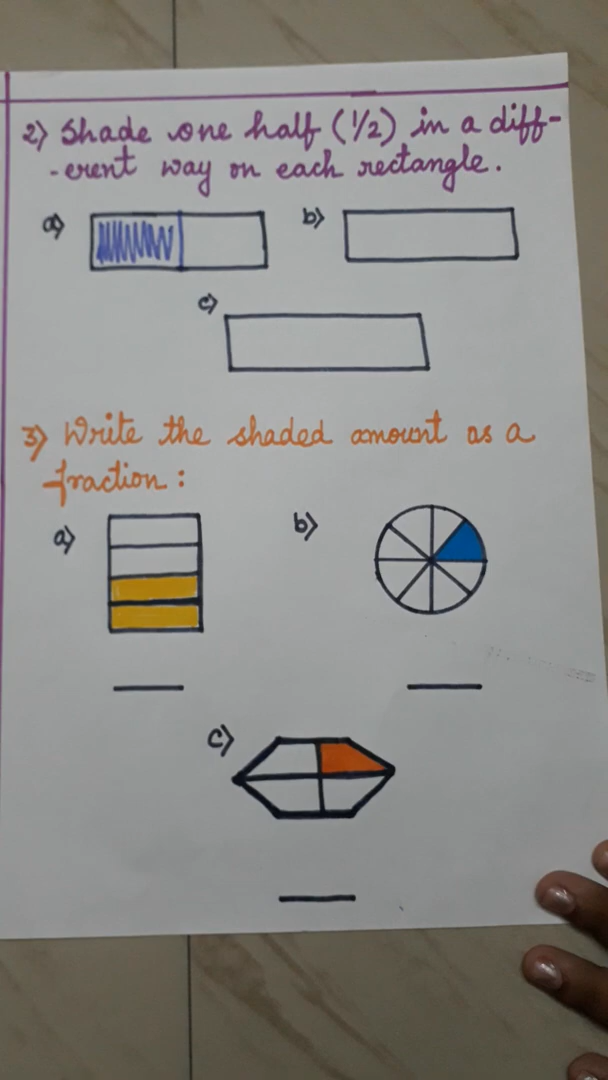 2) Shade one half (1/2) in a diff-
-erent way on each rectangle.
a) b)
c)
3) Write the shaded amount as a
fraction :
a) b)
c)